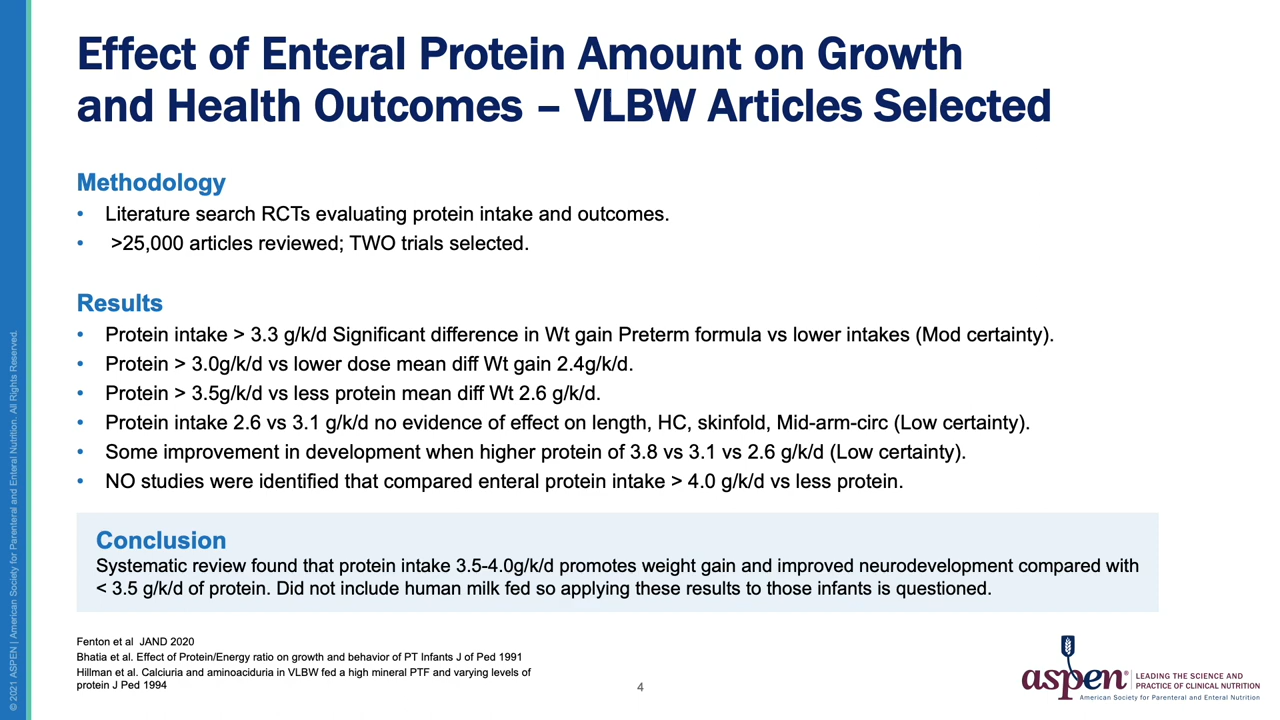 Effect of Enteral Protein Amount on Growth
and Health Outcomes – VLBW Articles Selected
Methodology
• Literature search RCTs evaluating protein intake and outcomes.
• >25,000 articles reviewed; TWO trials selected.
Results
• Protein intake > 3.3 g/k/d Significant difference in Wt gain Preterm formula vs lower intakes (Mod certainty).
• Protein > 3.0g/k/d vs lower dose mean diff Wt gain 2.4g/k/d.
• Protein > 3.5g/k/d vs less protein mean diff Wt 2.6 g/k/d.
• Protein intake 2.6 vs 3.1 g/k/d no evidence of effect on length, HC, skinfold, Mid-arm-circ (Low certainty).
• Some improvement in development when higher protein of 3.8 vs 3.1 vs 2.6 g/k/d (Low certainty).
• NO studies were identified that compared enteral protein intake > 4.0 g/k/d vs less protein.
Conclusion
Systematic review found that protein intake 3.5-4.0g/k/d promotes weight gain and improved neurodevelopment compared with
< 3.5 g/k/d of protein. Did not include human milk fed so applying these results to those infants is questioned.
Fenton et al JAND 2020
Bhatia et al. Effect of Protein/Energy ratio on growth and behavior of PT Infants J of Ped 1991
Hillman et al. Calciuria and aminoaciduria in VLBW fed a high mineral PTF and varying levels of
protein J Ped 1994
4
aspen®
LEADING THE SCIENCE AND
PRACTICE OF CLINICAL NUTRITION
American Society for Parenteral and Enteral Nutrition
© 2021 ASPEN | American Society for Parenteral and Enteral Nutrition. All Rights Reserved.